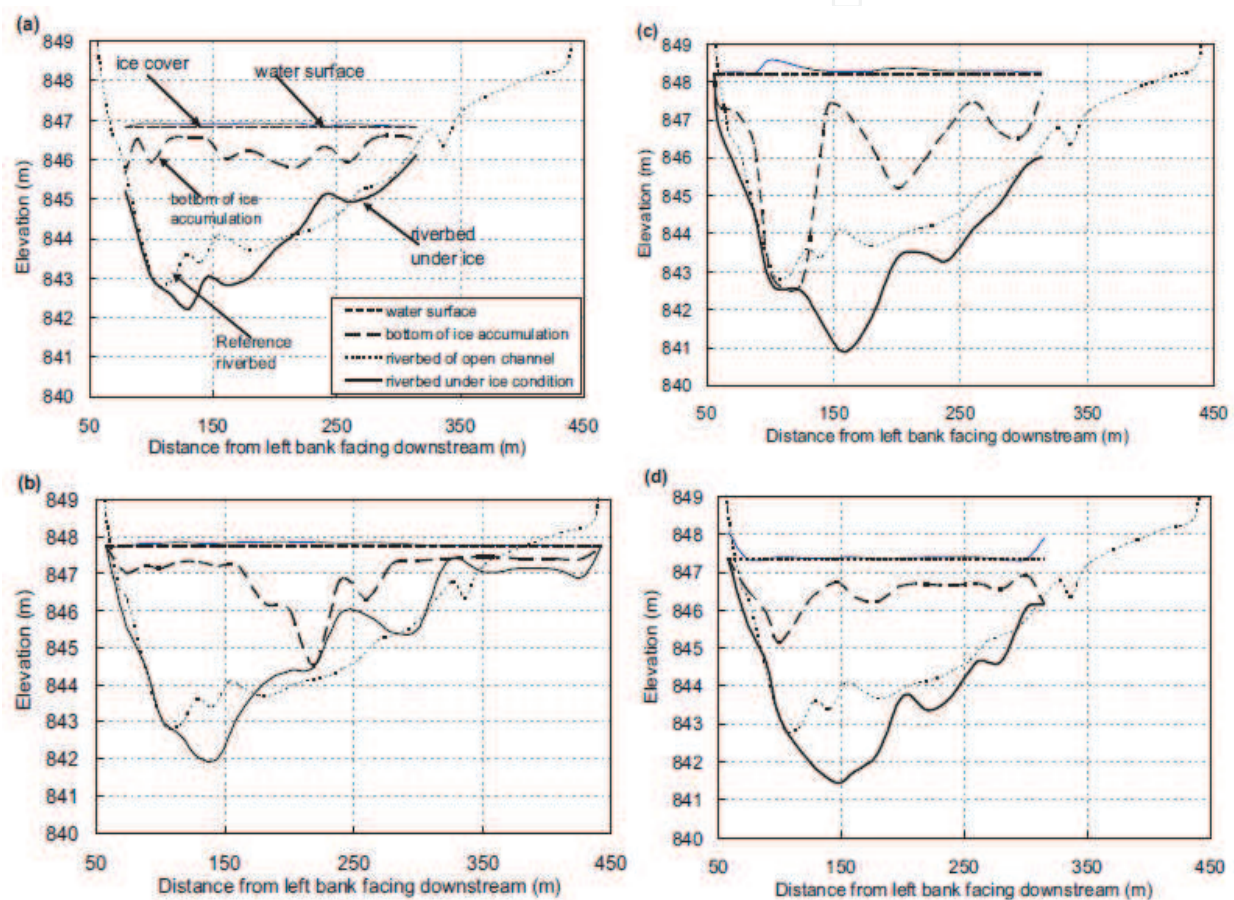 (a)
849
848
847
846
845
844
843
842
841
840
Elevation (m)
ice cover
water surface
bottom of ice
accumulation
riverbed
under ice
Reference
riverbed
water surface
bottom of ice accumulation
riverbed of open channel
riverbed under ice condition
50 150 250 350 450
Distance from left bank facing downstream (m)
(c)
849
848
847
846
845
844
843
842
841
840
Elevation (m)
50 150 250 350 450
Distance from left bank facing downstream (m)
(b)
849
848
847
846
845
844
843
842
841
840
Elevation (m)
50 150 250 350 450
Distance from left bank facing downstream (m)
(d)
849
848
847
846
845
844
843
842
841
840
Elevation (m)
50 150 250 350 450
Distance from left bank facing downstream (m)